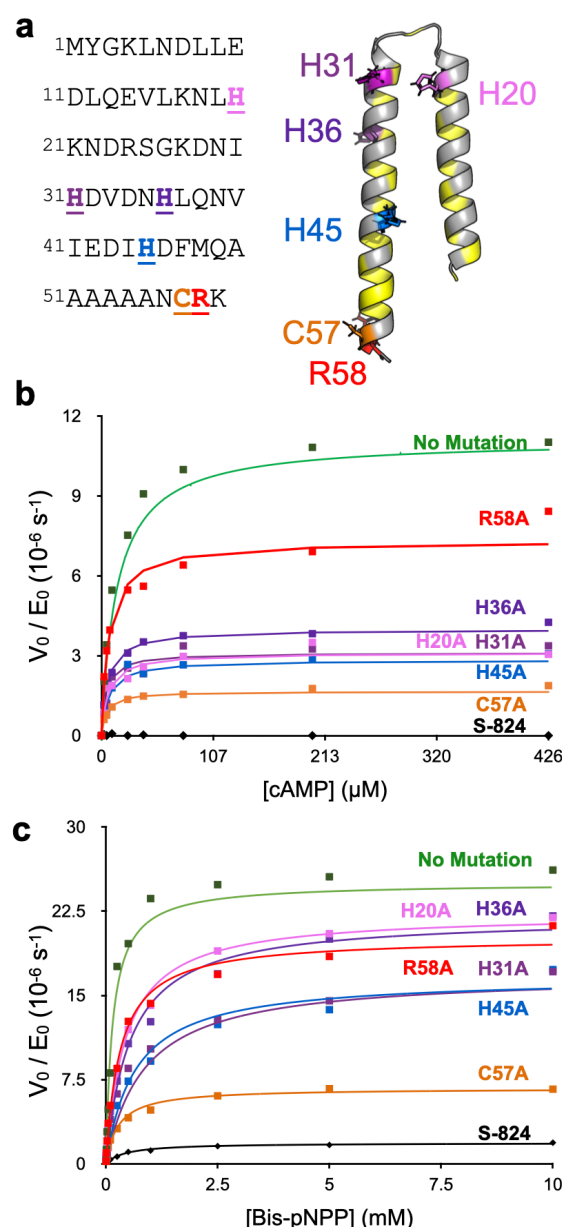 a
1MYGKLNDLLE
11DLQEVLKNLH
21KNDRSGKDNI
31HDVDNHLQNV
41IEDIHDFMQA
51AAAAANCRK
H31
H20
H36
H45
C57
R58
b
V0 / E0 (10-6 s-1)
12
9
6
3
0
No Mutation
R58A
H36A
H20A
H31A
H45A
C57A
S-824
0
107
213
320
426
[cAMP] (µM)
c
V0 / E0 (10-6 s-1)
30
22.5
15
7.5
0
No Mutation
H20A
H36A
R58A
H31A
H45A
C57A
S-824
0
2.5
5
7.5
10
[Bis-pNPP] (mM)